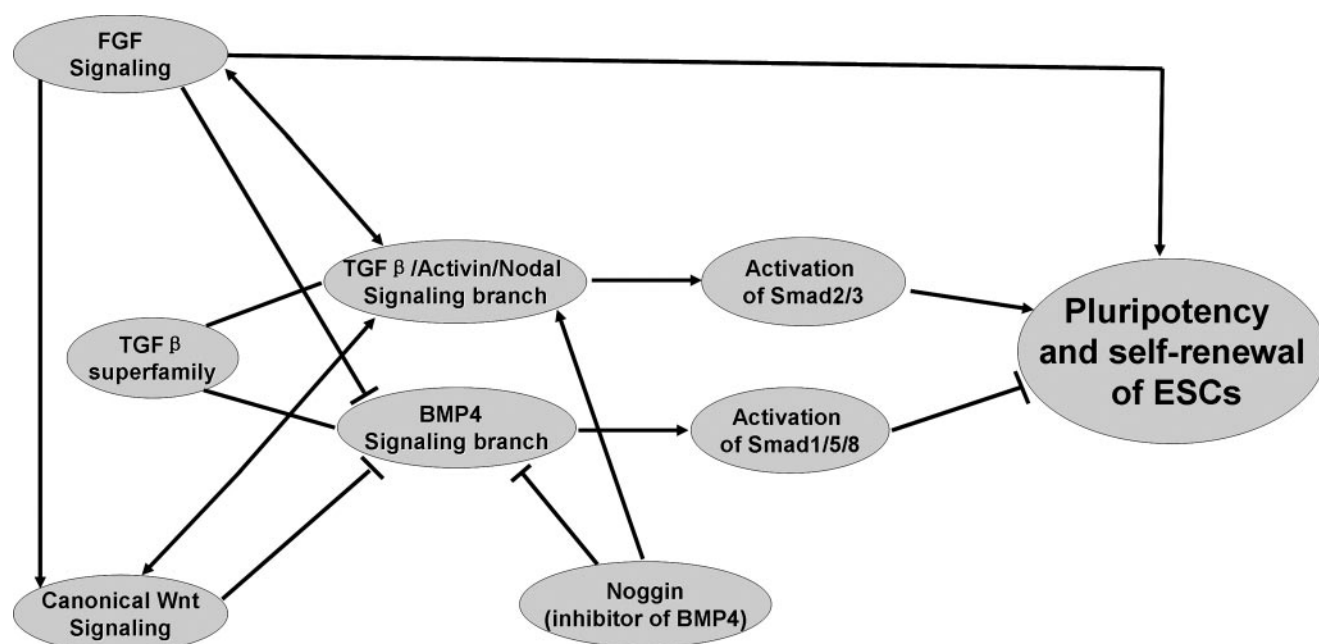 FGF
Signaling
TGF β /Activin/Nodal
Signaling branch
Activation
of Smad2/3
Pluripotency
and self-renewal
of ESCs
TGF β
superfamily
BMP4
Signaling branch
Activation
of Smad1/5/8
Canonical Wnt
Signaling
Noggin
(inhibitor of BMP4)